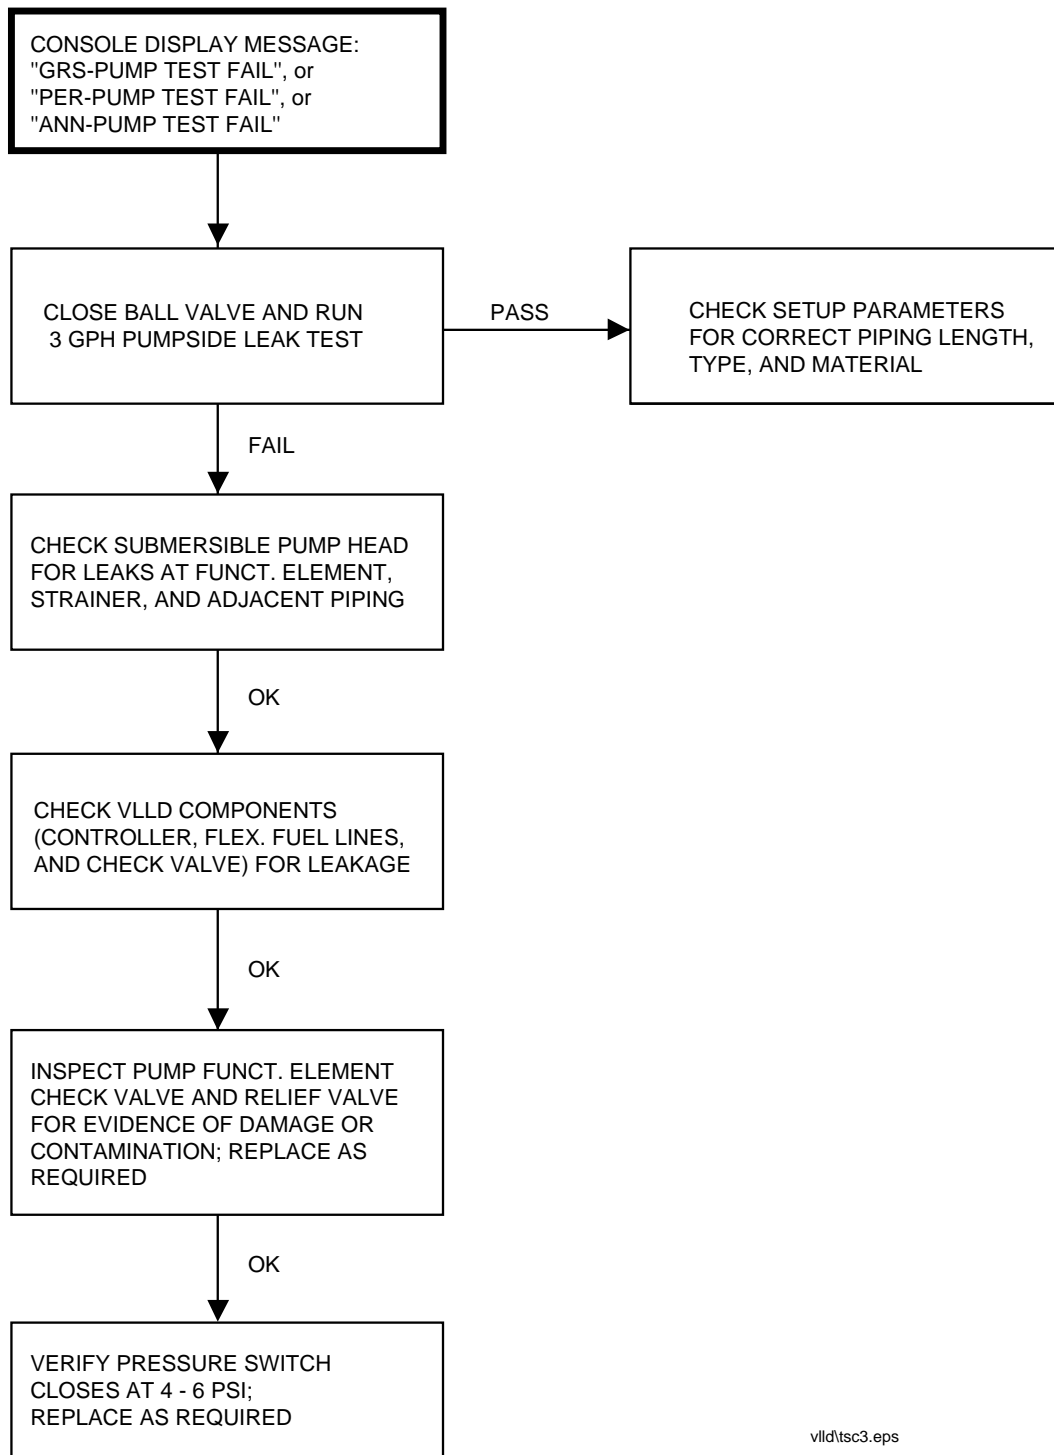 CONSOLE DISPLAY MESSAGE:
"GRS-PUMP TEST FAIL", or
"PER-PUMP TEST FAIL", or
"ANN-PUMP TEST FAIL"
CLOSE BALL VALVE AND RUN
3 GPH PUMPSIDE LEAK TEST
PASS
CHECK SETUP PARAMETERS
FOR CORRECT PIPING LENGTH,
TYPE, AND MATERIAL
FAIL
CHECK SUBMERSIBLE PUMP HEAD
FOR LEAKS AT FUNCT. ELEMENT,
STRAINER, AND ADJACENT PIPING
OK
CHECK VLLD COMPONENTS
(CONTROLLER, FLEX. FUEL LINES,
AND CHECK VALVE) FOR LEAKAGE
OK
INSPECT PUMP FUNCT. ELEMENT
CHECK VALVE AND RELIEF VALVE
FOR EVIDENCE OF DAMAGE OR
CONTAMINATION; REPLACE AS
REQUIRED
OK
VERIFY PRESSURE SWITCH
CLOSES AT 4 - 6 PSI;
REPLACE AS REQUIRED
vlld\tsc3.eps